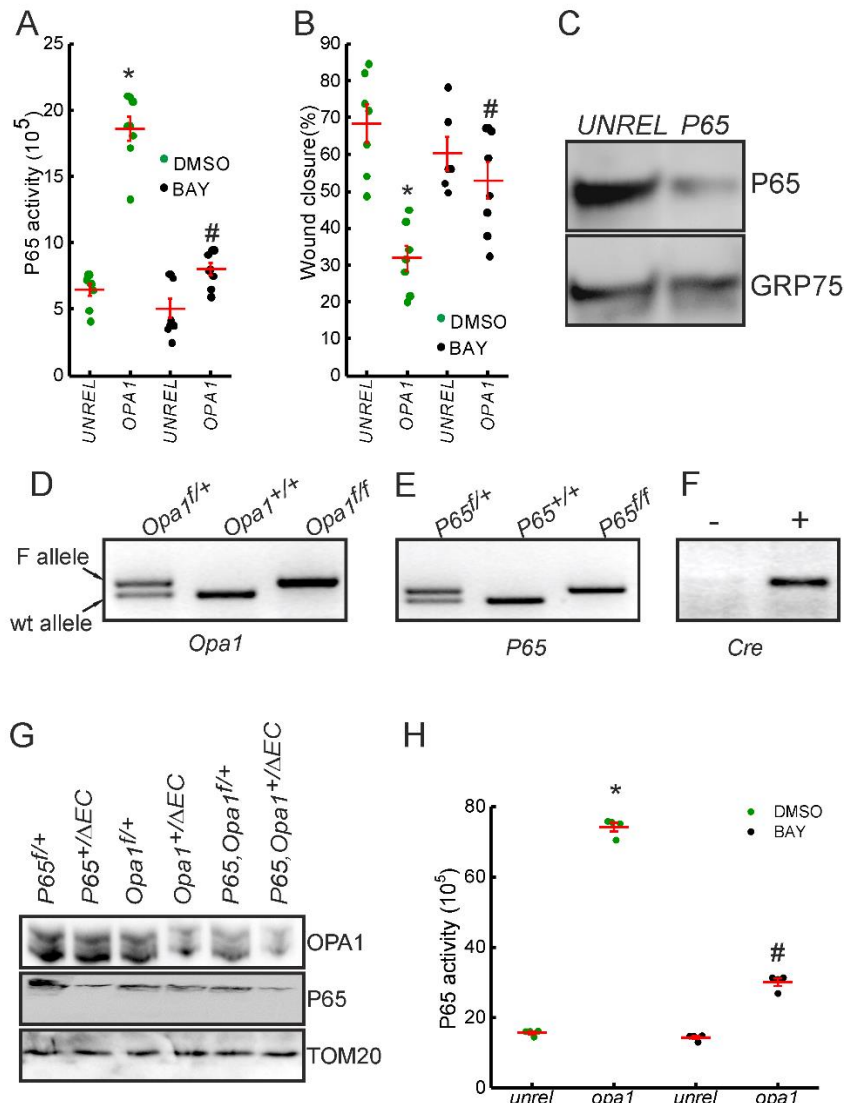 A
P65 activity (10⁵)
25
20
15
10
5
0
*
#
DMSO
BAY
UNREL
OPA1
UNREL
OPA1
B
Wound closure(%)
90
80
70
60
50
40
30
20
10
0
*
#
DMSO
BAY
UNREL
OPA1
UNREL
OPA1
C
UNREL P65
P65
GRP75
D
Opa1f/+ Opa1+/+ Opa1f/f
F allele
wt allele
Opa1
E
P65f/+ P65+/+ P65f/f
P65
F
- +
Cre
G
P65f/+
P65+/ΔEC
Opa1f/+
Opa1+/ΔEC
P65,Opa1f/+
P65,Opa1+/ΔEC
OPA1
P65
TOM20
H
P65 activity (10⁵)
80
60
40
20
0
*
#
DMSO
BAY
unrel
opa1
unrel
opa1